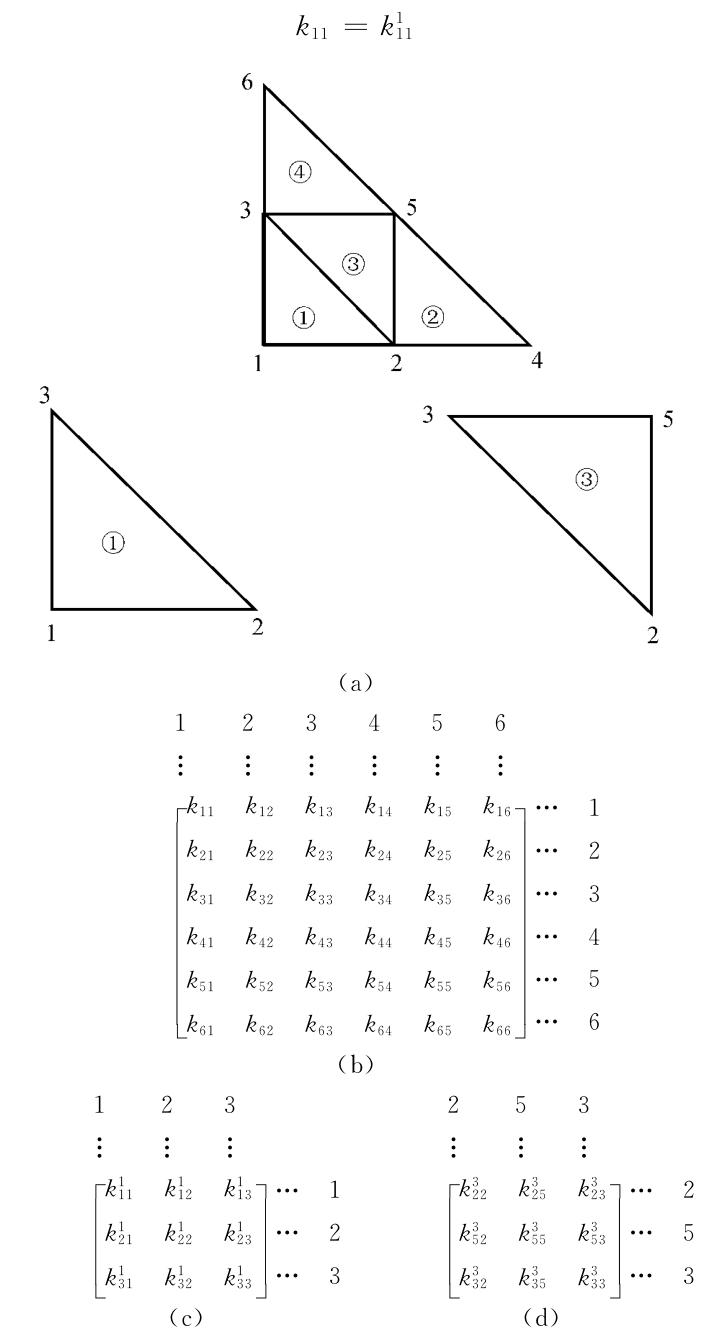 k₁₁ = k¹₁₁
6
④
3 5
③
① ②
1 2 4
3
3 5
③
①
1 2
2
(a)
1 2 3 4 5 6
⋮ ⋮ ⋮ ⋮ ⋮ ⋮
k₁₁ k₁₂ k₁₃ k₁₄ k₁₅ k₁₆ ··· 1
k₂₁ k₂₂ k₂₃ k₂₄ k₂₅ k₂₆ ··· 2
k₃₁ k₃₂ k₃₃ k₃₄ k₃₅ k₃₆ ··· 3
k₄₁ k₄₂ k₄₃ k₄₄ k₄₅ k₄₆ ··· 4
k₅₁ k₅₂ k₅₃ k₅₄ k₅₅ k₅₆ ··· 5
k₆₁ k₆₂ k₆₃ k₆₄ k₆₅ k₆₆ ··· 6
(b)
1 2 3
⋮ ⋮ ⋮
k¹₁₁ k¹₁₂ k¹₁₃ ··· 1
k¹₂₁ k¹₂₂ k¹₂₃ ··· 2
k¹₃₁ k¹₃₂ k¹₃₃ ··· 3
(c)
2 5 3
⋮ ⋮ ⋮
k³₂₂ k³₂₅ k³₂₃ ··· 2
k³₅₂ k³₅₅ k³₅₃ ··· 5
k³₃₂ k³₃₅ k³₃₃ ··· 3
(d)